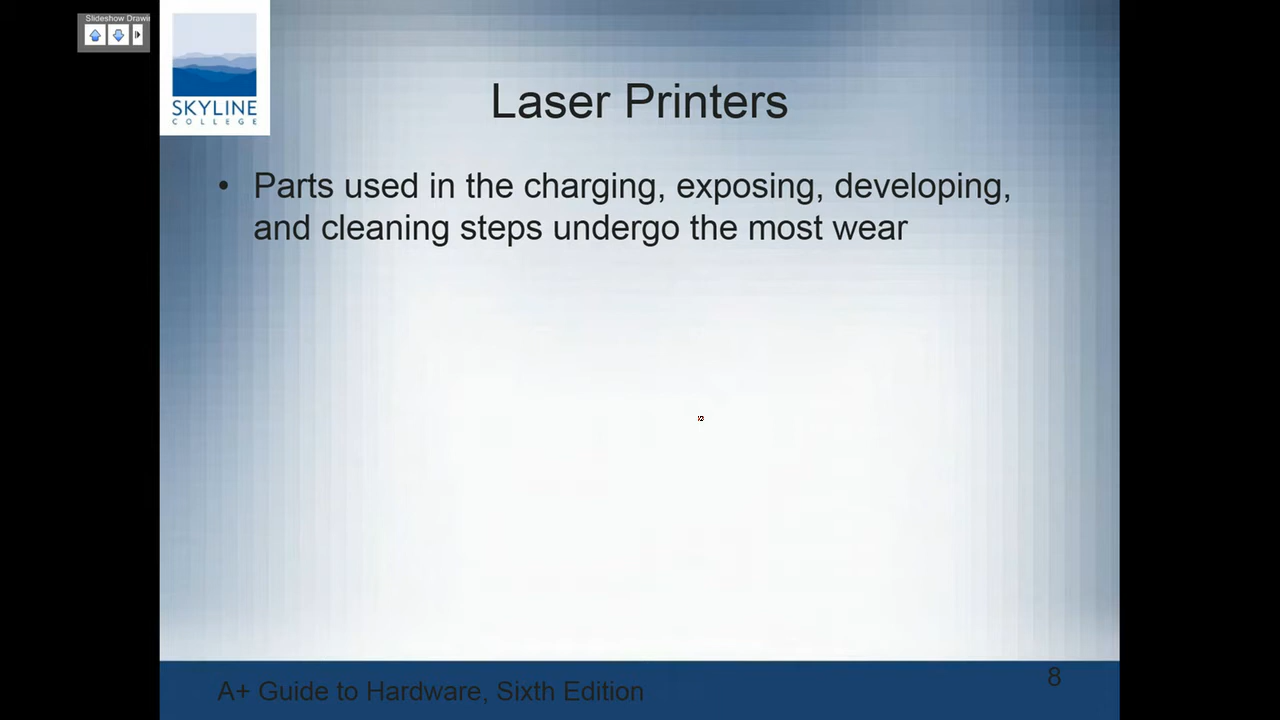 Slideshow Drawin
SKYLINE
COLLEGE
Laser Printers
• Parts used in the charging, exposing, developing,
and cleaning steps undergo the most wear
8
A+ Guide to Hardware, Sixth Edition